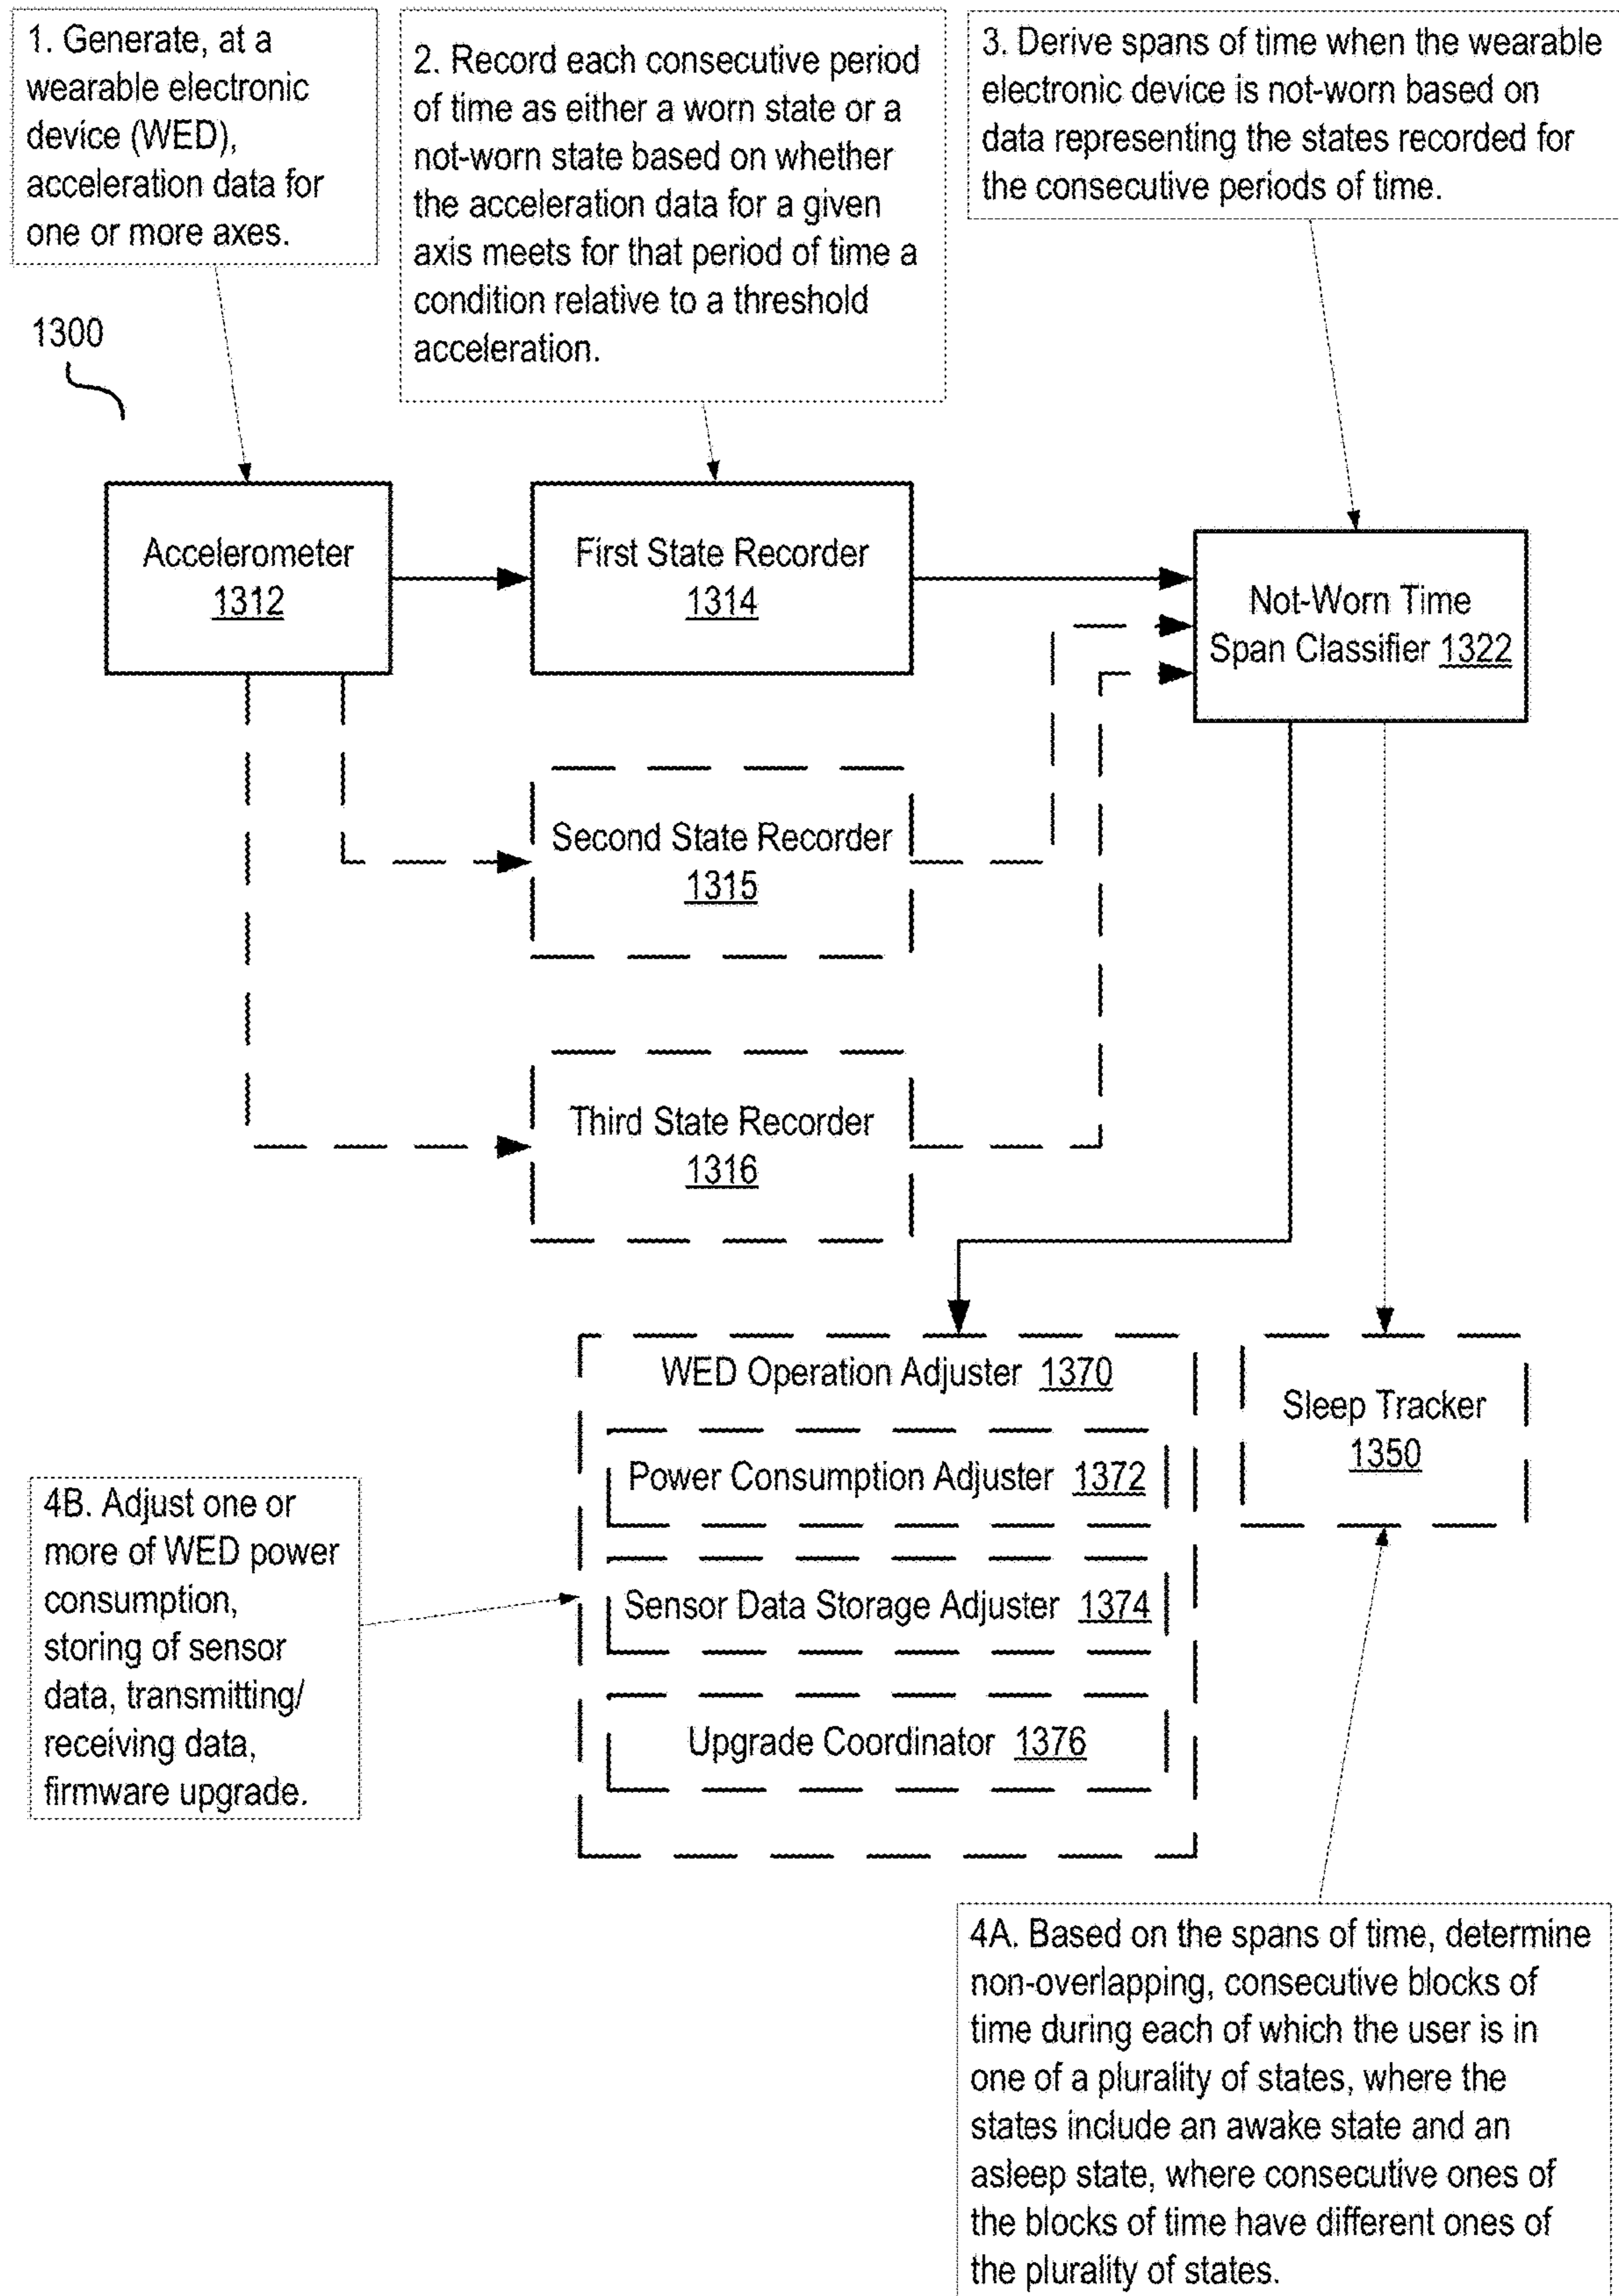 1. Generate, at a
wearable electronic
device (WED),
acceleration data for
one or more axes.
2. Record each consecutive period
of time as either a worn state or a
not-worn state based on whether
the acceleration data for a given
axis meets for that period of time a
condition relative to a threshold
acceleration.
3. Derive spans of time when the wearable
electronic device is not-worn based on
data representing the states recorded for
the consecutive periods of time.
1300
Accelerometer
1312
First State Recorder
1314
Not-Worn Time
Span Classifier 1322
Second State Recorder
1315
Third State Recorder
1316
WED Operation Adjuster 1370
Power Consumption Adjuster 1372
Sensor Data Storage Adjuster 1374
Upgrade Coordinator 1376
Sleep Tracker
1350
4B. Adjust one or
more of WED power
consumption,
storing of sensor
data, transmitting/
receiving data,
firmware upgrade.
4A. Based on the spans of time, determine
non-overlapping, consecutive blocks of
time during each of which the user is in
one of a plurality of states, where the
states include an awake state and an
asleep state, where consecutive ones of
the blocks of time have different ones of
the plurality of states.